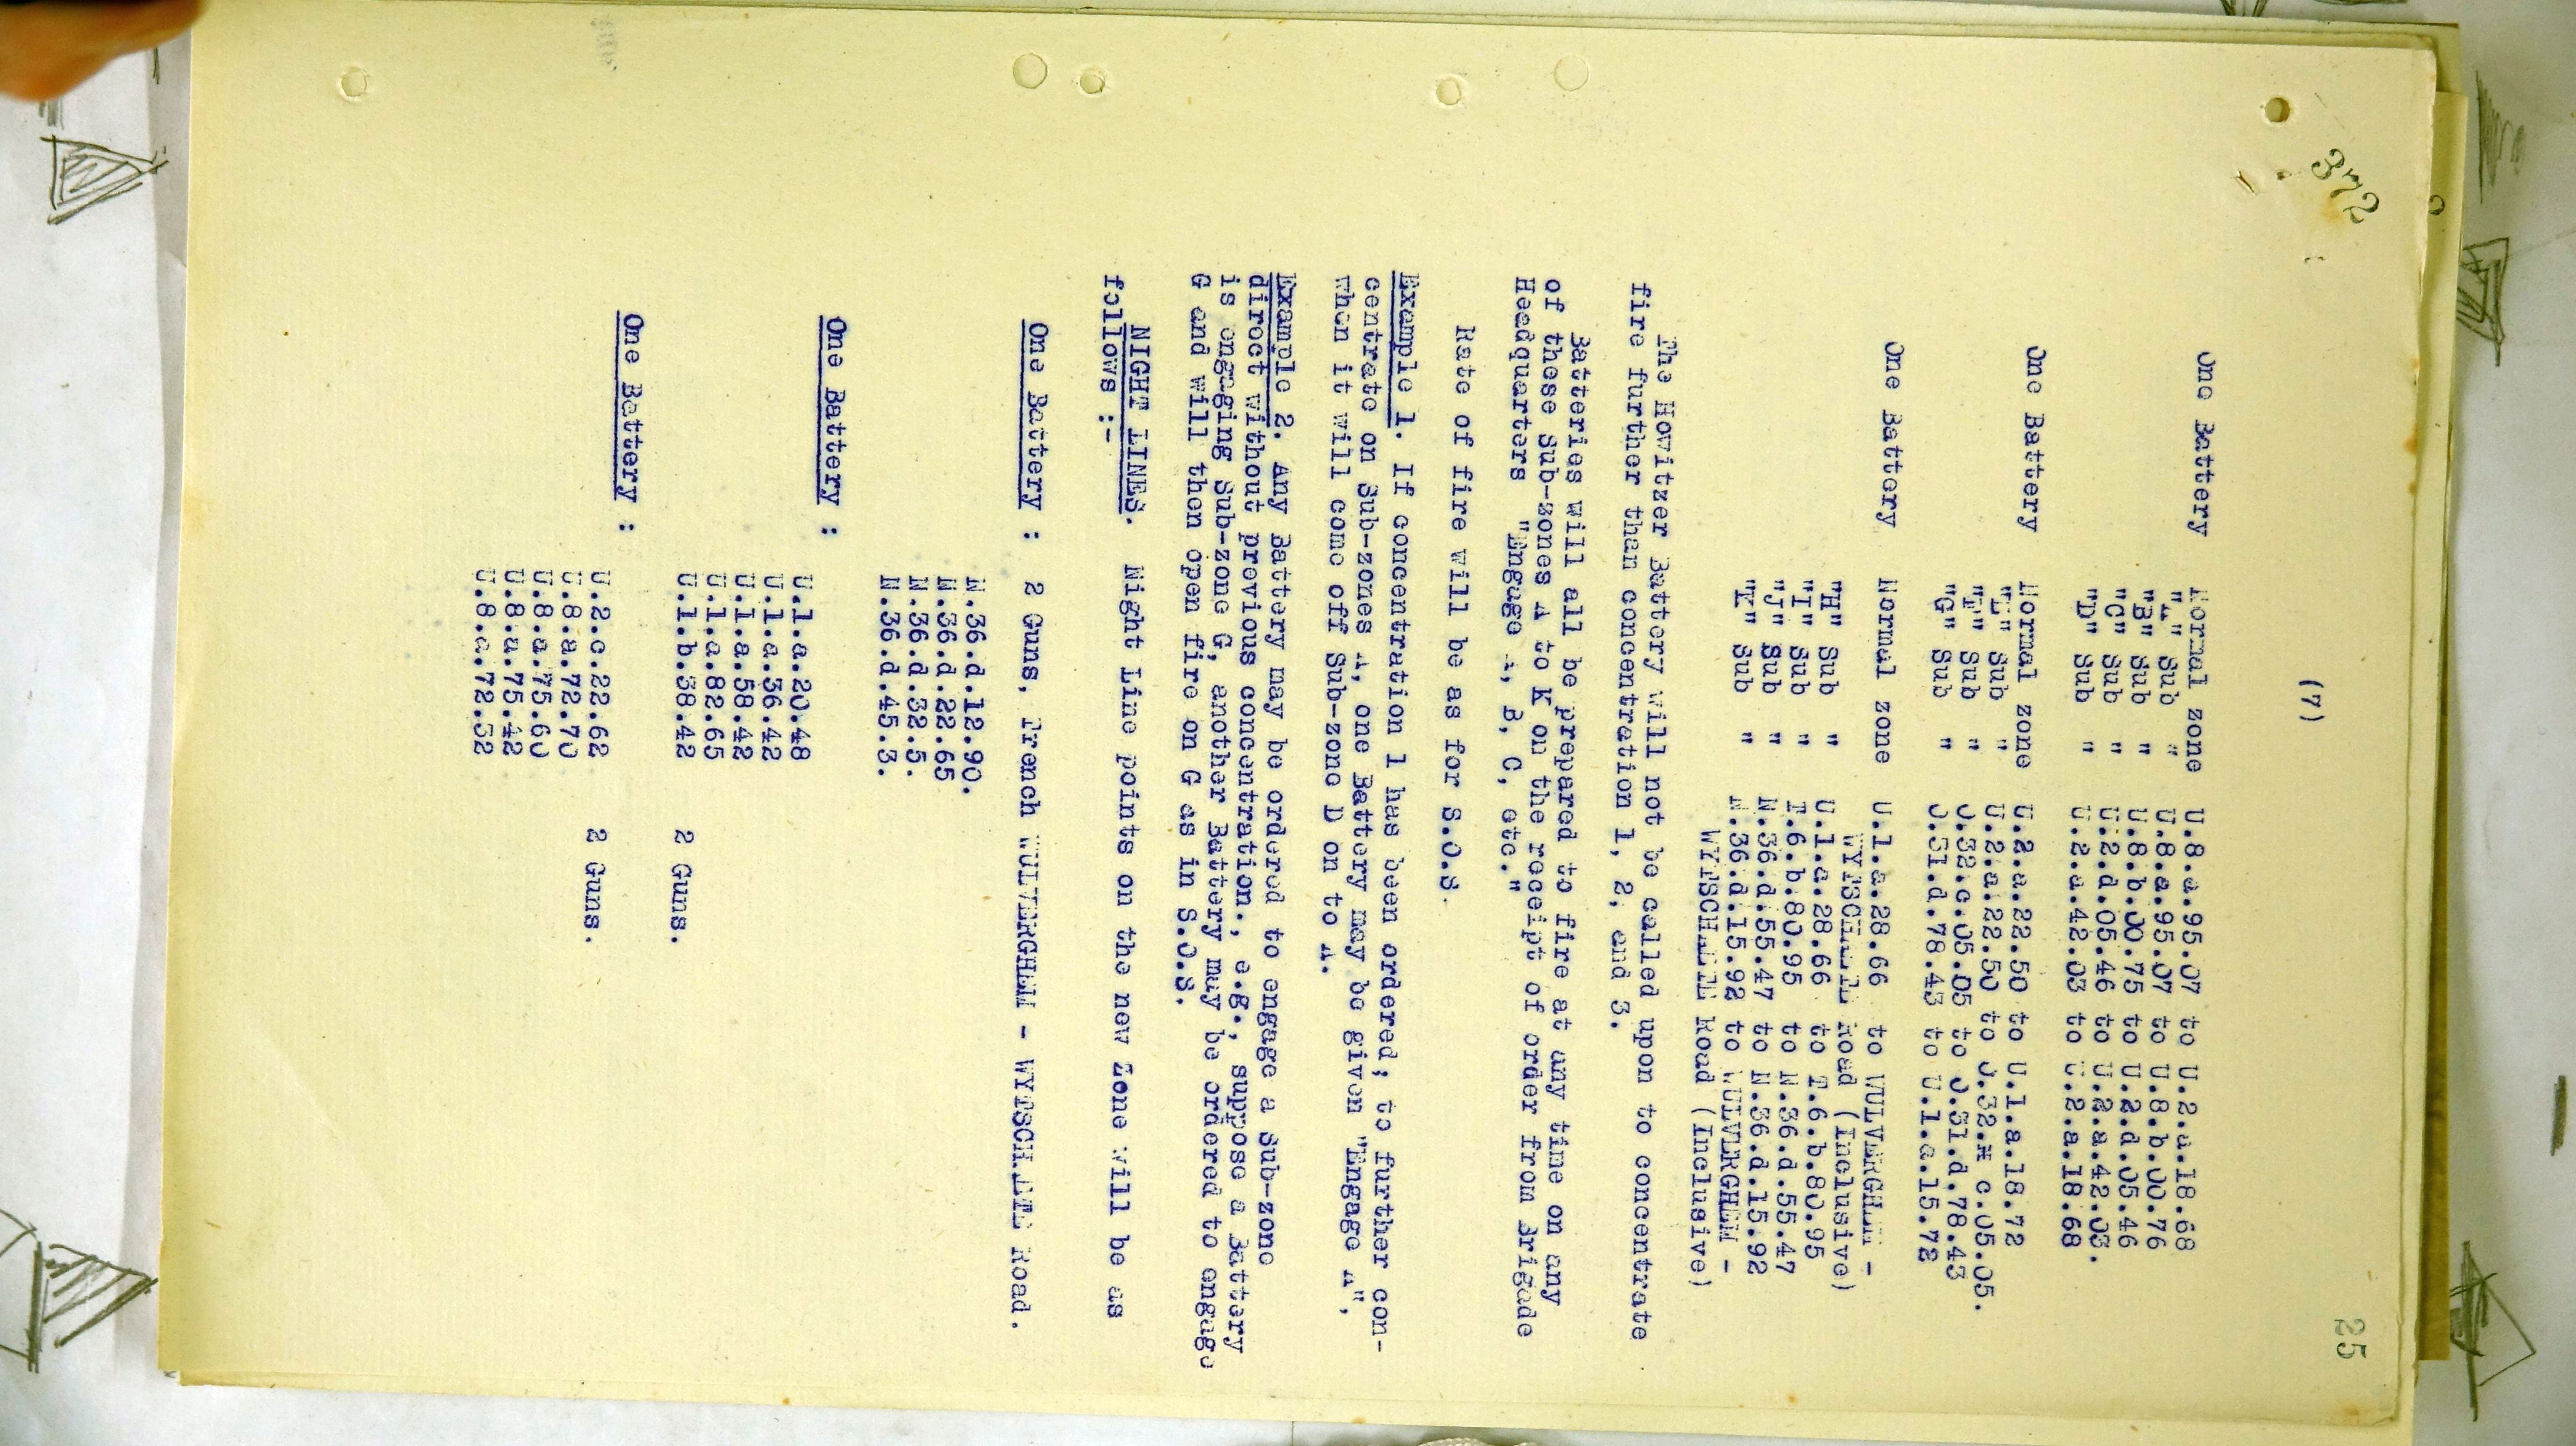 372
25
(7)
One Battery Normal zone U.8.a.95.07 to U.2.a.18.68
"A" Sub " U.8.a.95.07 to U.8.b.00.76
"B" Sub " U.8.b.00.75 to U.2.d.05.46
"C" Sub " U.2.d.05.46 to U.2.a.42.03.
"D" Sub " U.2.a.42.03 to U.2.a.18.68
One Battery Normal zone U.2.a.22.50 to U.1.a.18.72
"E" Sub " U.2.a.22.50 to O.32.c.05.05.
"F" Sub " O.32.c.05.05 to O.31.d.78.43
"G" Sub " O.31.d.78.43 to U.1.a.15.72
One Battery Normal zone U.1.a.28.66 to WULVERGHEM -
WYTSCHAETE Road (Inclusive)
"H" Sub " U.1.a.28.66 to T.6.b.80.95
"I" Sub " T.6.b.80.95 to N.36.d.55.47
"J" Sub " N.36.d.55.47 to N.36.d.15.92
"K" Sub " N.36.d.15.92 to WULVERGHEM -
WYTSCHAETE Road (Inclusive)
The Howitzer Battery will not be called upon to concentrate
fire further than concentration 1, 2, and 3.
Batteries will all be prepared to fire at any time on any
of these Sub-zones A to K on the receipt of order from Brigade
Headquarters "Engage A, B, C, etc."
Rate of fire will be as for S.O.S.
Example 1. If concentration 1 has been ordered; to further con-
centrate on Sub-zones A, one Battery may be given "Engage A",
when it will come off Sub-zone D on to A.
Example 2. Any Battery may be ordered to engage a Sub-zone
direct without previous concentration., e.g., suppose a Battery
is engaging Sub-zone G, another Battery may be ordered to engage
G and will then open fire on G as in S.O.S.
NIGHT LINES. Night Line points on the new Zone will be as
follows :-
One Battery : 2 Guns, Trench WULVERGHEM - WYTSCHAETE Road.
N.36.d.12.90.
N.36.d.22.65
N.36.d.32.5.
N.36.d.45.3.
One Battery : U.1.a.20.48
U.1.a.36.42
U.1.a.58.42
U.1.a.82.65
U.1.b.38.42 2 Guns.
One Battery : U.2.c.22.62 2 Guns.
U.8.a.72.70
U.8.a.75.60
U.8.a.75.42
U.8.a.72.32